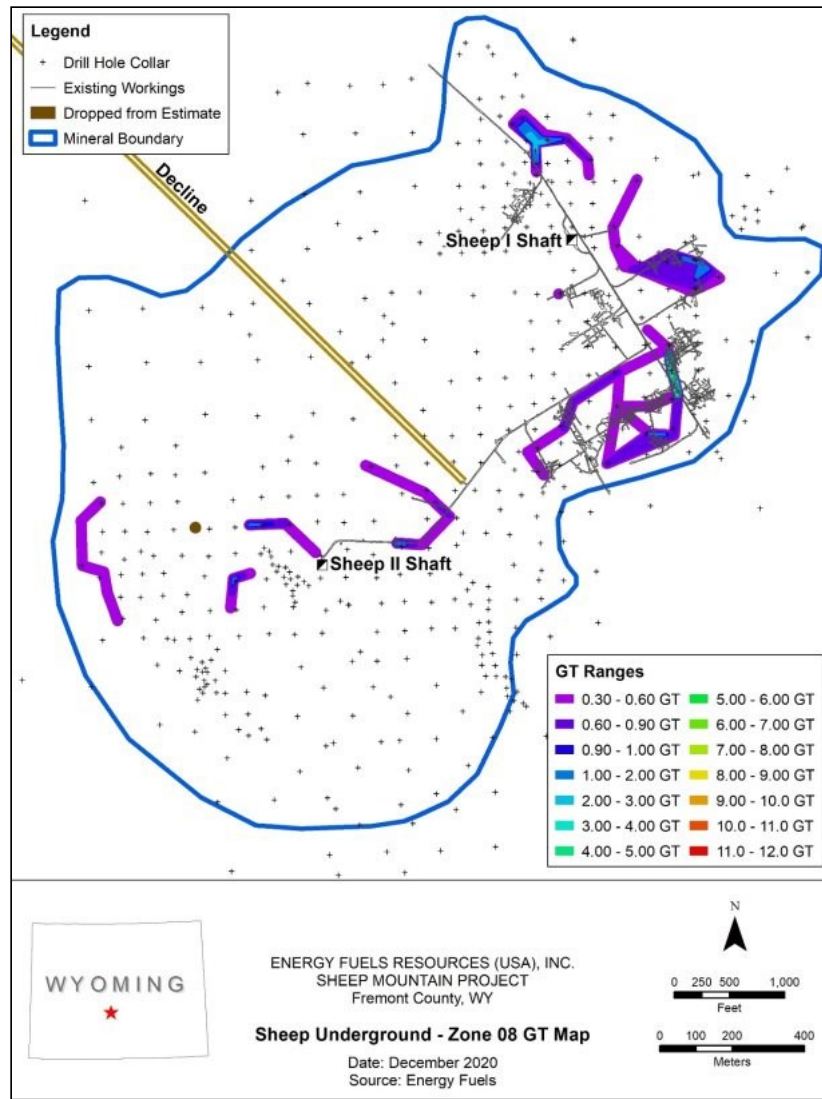 Legend
Drill Hole Collar
Existing Workings
Dropped from Estimate
Mineral Boundary
Decline
Sheep I Shaft
Sheep II Shaft
GT Ranges
0.30 - 0.60 GT
0.60 - 0.90 GT
0.90 - 1.00 GT
1.00 - 2.00 GT
2.00 - 3.00 GT
3.00 - 4.00 GT
4.00 - 5.00 GT
5.00 - 6.00 GT
6.00 - 7.00 GT
7.00 - 8.00 GT
8.00 - 9.00 GT
9.00 - 10.0 GT
10.0 - 11.0 GT
11.0 - 12.0 GT
WYOMING
ENERGY FUELS RESOURCES (USA), INC.
SHEEP MOUNTAIN PROJECT
Fremont County, WY
Sheep Underground - Zone 08 GT Map
Date: December 2020
Source: Energy Fuels
N
0 250 500 1,000
Feet
0 100 200 400
Meters